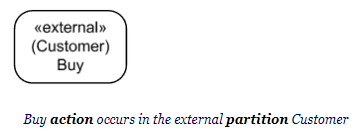 «external»
(Customer)
Buy
Buy action occurs in the external partition Customer